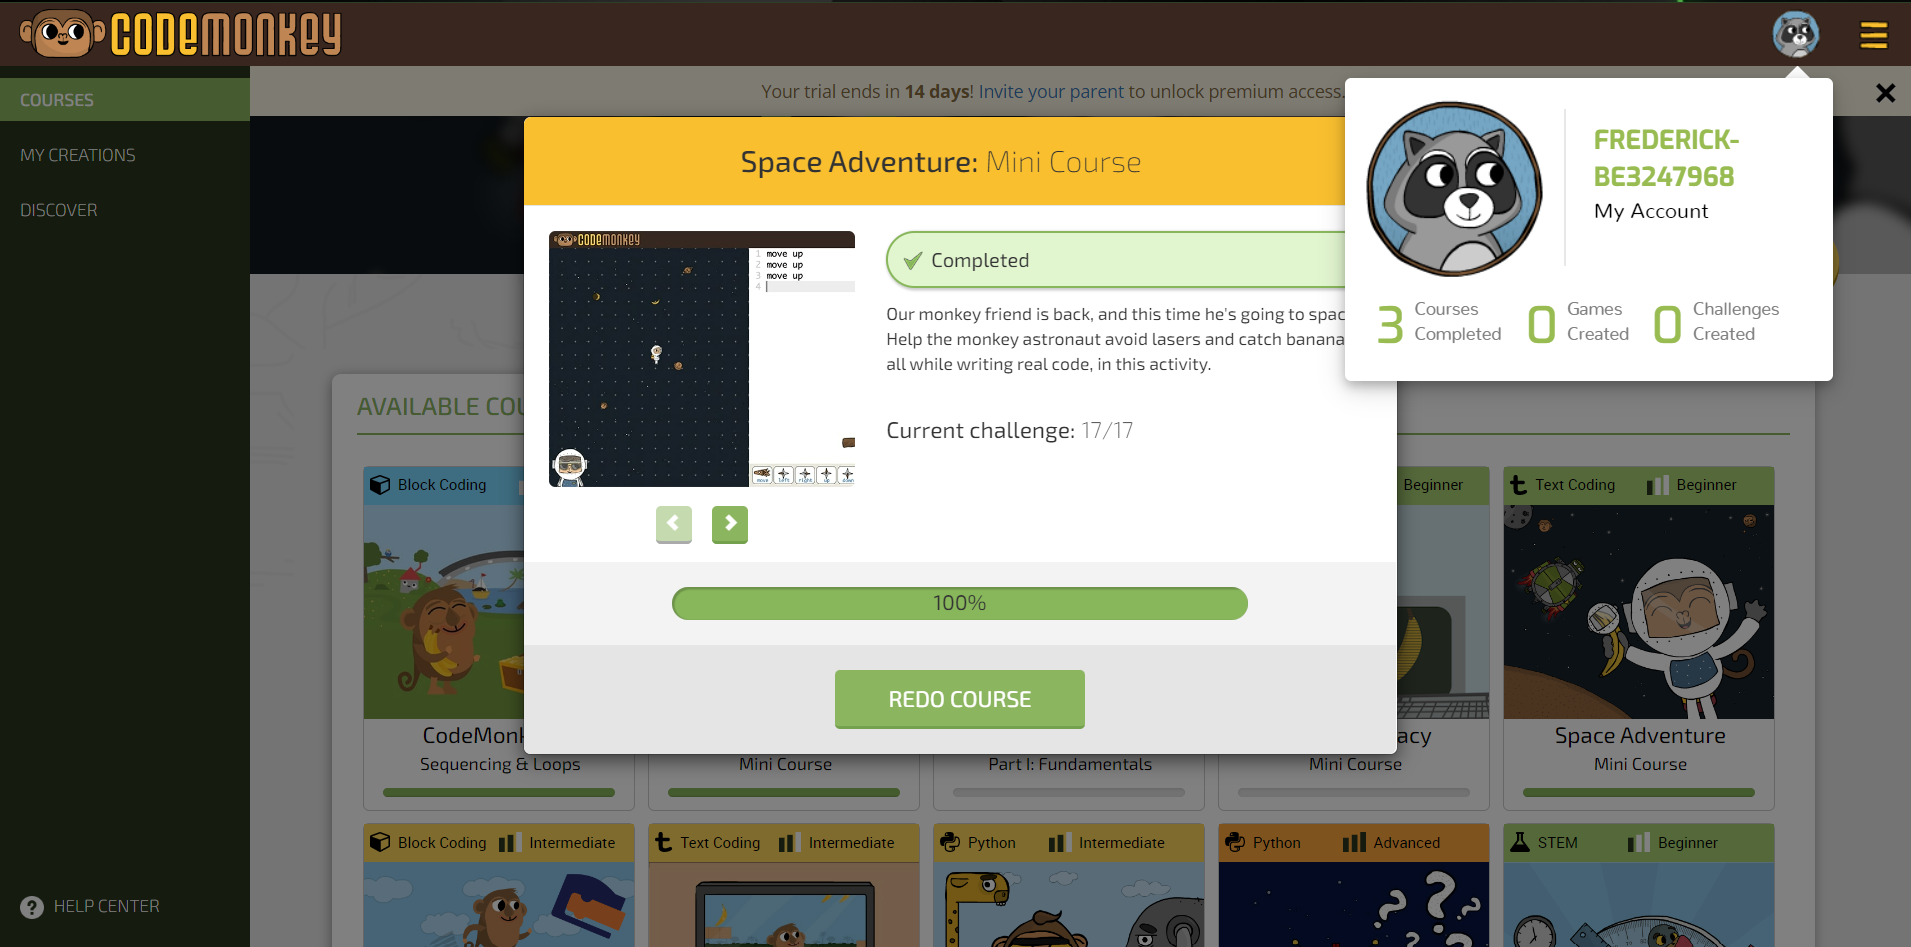 CODEMONKEY
COURSES
MY CREATIONS
DISCOVER
HELP CENTER
Your trial ends in 14 days! Invite your parent to unlock premium access.
FREDERICK-
BE3247968
My Account
3 Courses Completed
0 Games Created
0 Challenges Created
Space Adventure: Mini Course
CODEMONKEY
1 move up
2 move up
3 move up
4
move left right up down
Completed
Our monkey friend is back, and this time he's going to spac
Help the monkey astronaut avoid lasers and catch banana
all while writing real code, in this activity.
Current challenge: 17/17
100%
REDO COURSE
AVAILABLE COU
Block Coding
Beginner
Text Coding Beginner
CodeMonk
Sequencing & Loops
Mini Course
Part I: Fundamentals
acy
Mini Course
Space Adventure
Mini Course
Block Coding Intermediate
Text Coding Intermediate
Python Intermediate
Python Advanced
STEM Beginner